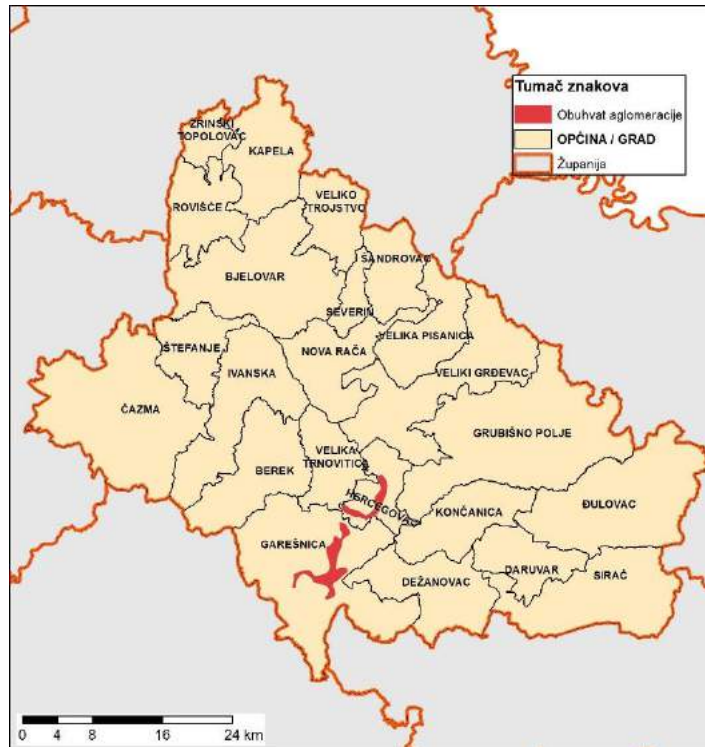 Tumač znakova
Obuhvat aglomeracije
OPĆINA / GRAD
Županija
ZRINSKI
TOPOLOVAC
KAPELA
ROVIŠĆE
VELIKO
TROJSTVO
BJELOVAR
ŠANDROVAC
SEVERIN
VELIKA PISANICA
ŠTEFANJE
IVANSKA
NOVA RAČA
VELIKI GRĐEVAC
ČAZMA
GRUBIŠNO POLJE
VELIKA
TRNOVITICA
BEREK
HERCEGOVAC
KONČANICA
ĐULOVAC
GAREŠNICA
DEŽANOVAC
DARUVAR
SIRAČ
0 4 8 16 24 km